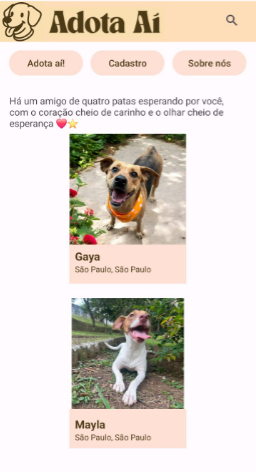 Adota Aí
Adota aí!
Cadastro
Sobre nós
Há um amigo de quatro patas esperando por você,
com o coração cheio de carinho e o olhar cheio de
esperança ❤️⭐
Gaya
São Paulo, São Paulo
Mayla
São Paulo, São Paulo